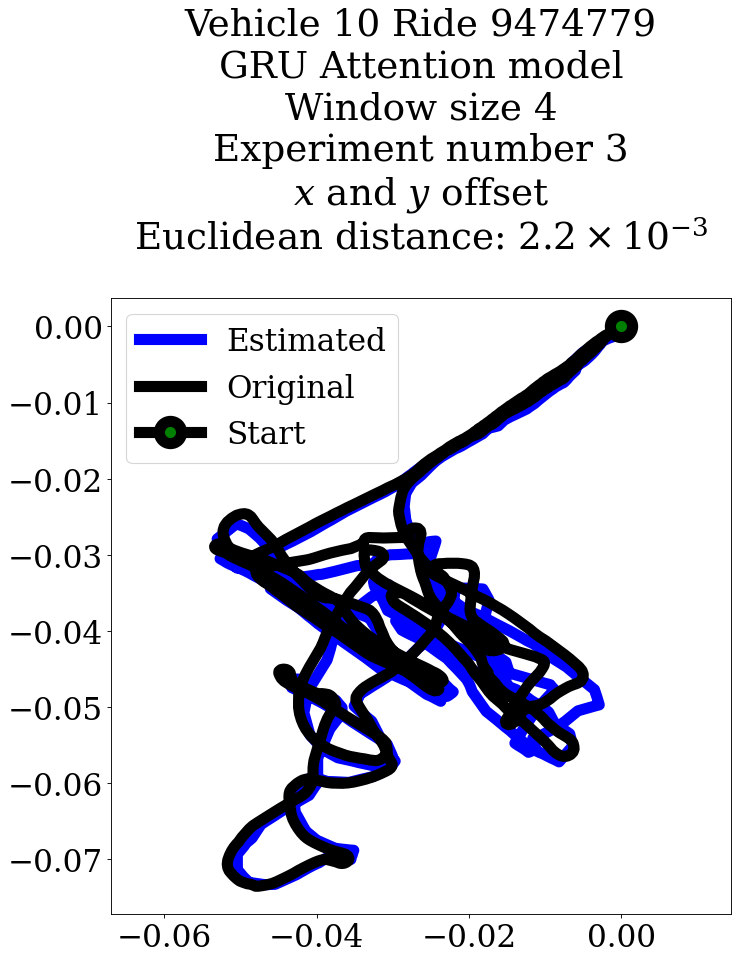 Vehicle 10 Ride 9474779
GRU Attention model
Window size 4
Experiment number 3
x and y offset
Euclidean distance: 2.2 × 10⁻³
Estimated
Original
Start
0.00
−0.01
−0.02
−0.03
−0.04
−0.05
−0.06
−0.07
−0.06 −0.04 −0.02 0.00